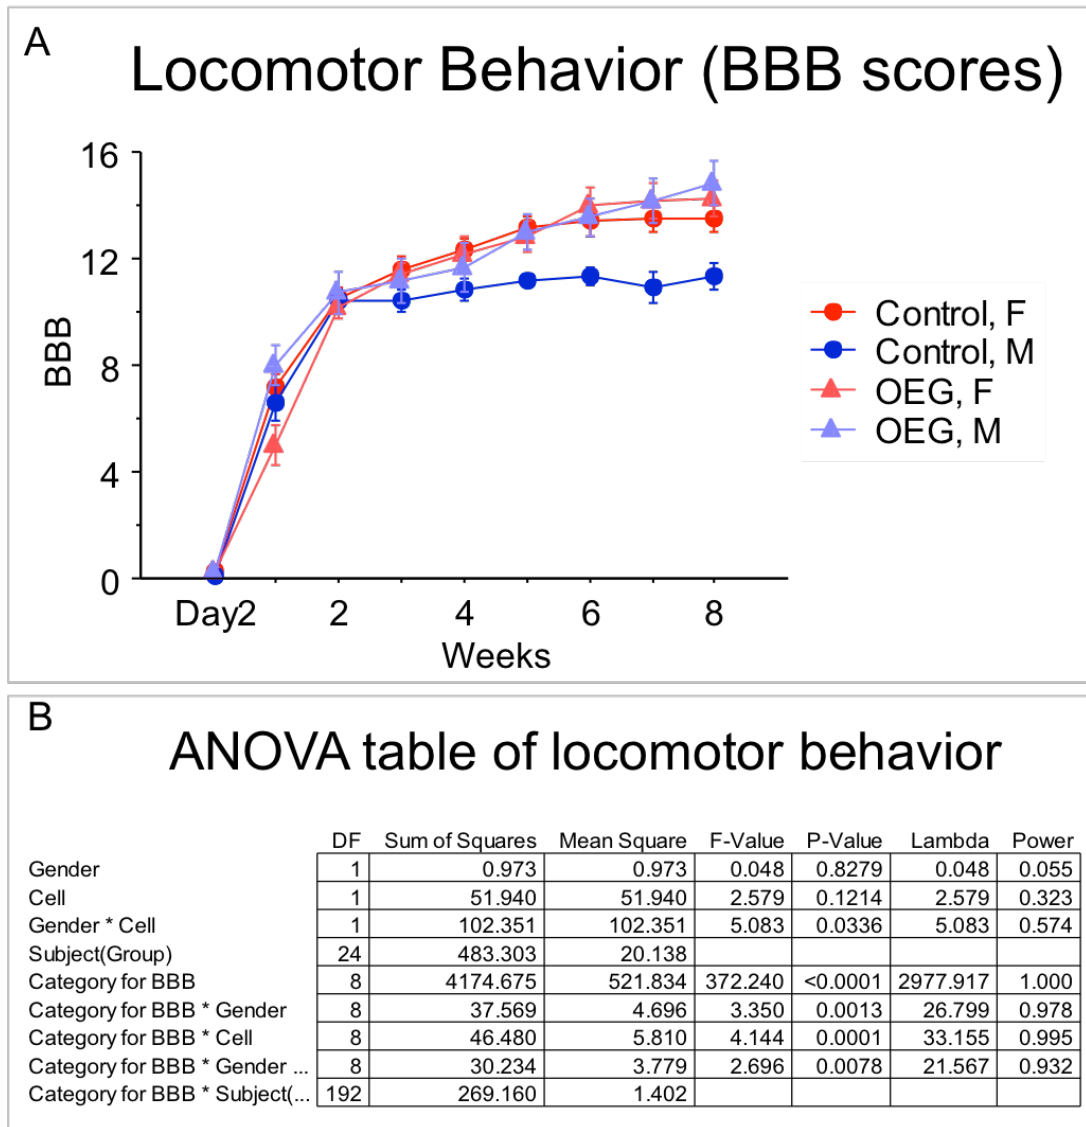 A
Locomotor Behavior (BBB scores)
16
12
8
4
0
BBB
Day2 2 4 6 8
Weeks
Control, F
Control, M
OEG, F
OEG, M
B
ANOVA table of locomotor behavior
DF Sum of Squares Mean Square F-Value P-Value Lambda Power
Gender 1 0.973 0.973 0.048 0.8279 0.048 0.055
Cell 1 51.940 51.940 2.579 0.1214 2.579 0.323
Gender * Cell 1 102.351 102.351 5.083 0.0336 5.083 0.574
Subject(Group) 24 483.303 20.138
Category for BBB 8 4174.675 521.834 372.240 <0.0001 2977.917 1.000
Category for BBB * Gender 8 37.569 4.696 3.350 0.0013 26.799 0.978
Category for BBB * Cell 8 46.480 5.810 4.144 0.0001 33.155 0.995
Category for BBB * Gender ... 8 30.234 3.779 2.696 0.0078 21.567 0.932
Category for BBB * Subject(... 192 269.160 1.402